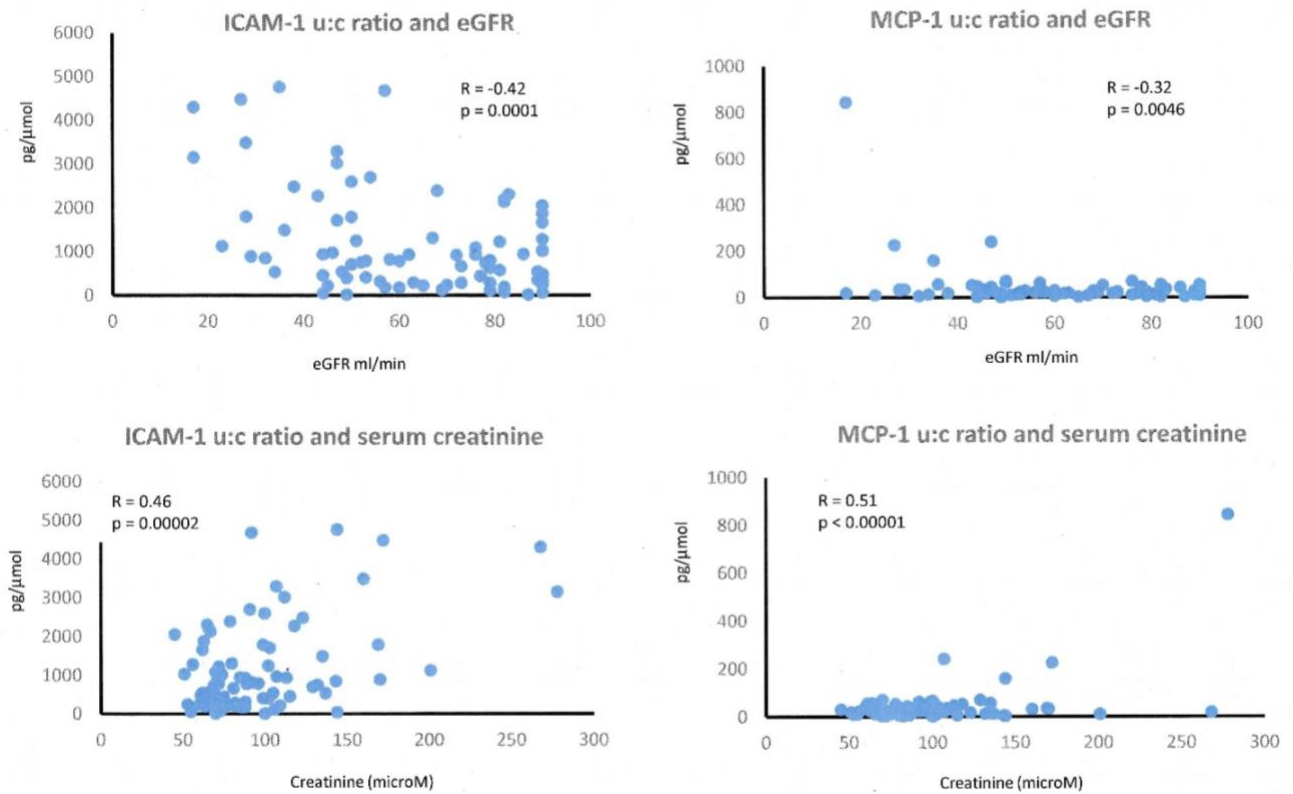 ICAM-1 u:c ratio and eGFR
6000
5000
4000
3000
2000
1000
0
pg/μmol
R = -0.42
p = 0.0001
0 20 40 60 80 100
eGFR ml/min
MCP-1 u:c ratio and eGFR
1000
800
600
400
200
0
pg/μmol
R = -0.32
p = 0.0046
0 20 40 60 80 100
eGFR ml/min
ICAM-1 u:c ratio and serum creatinine
6000
5000
4000
3000
2000
1000
0
pg/μmol
R = 0.46
p = 0.00002
0 50 100 150 200 250 300
Creatinine (microM)
MCP-1 u:c ratio and serum creatinine
1000
800
600
400
200
0
pg/μmol
R = 0.51
p < 0.00001
0 50 100 150 200 250 300
Creatinine (microM)